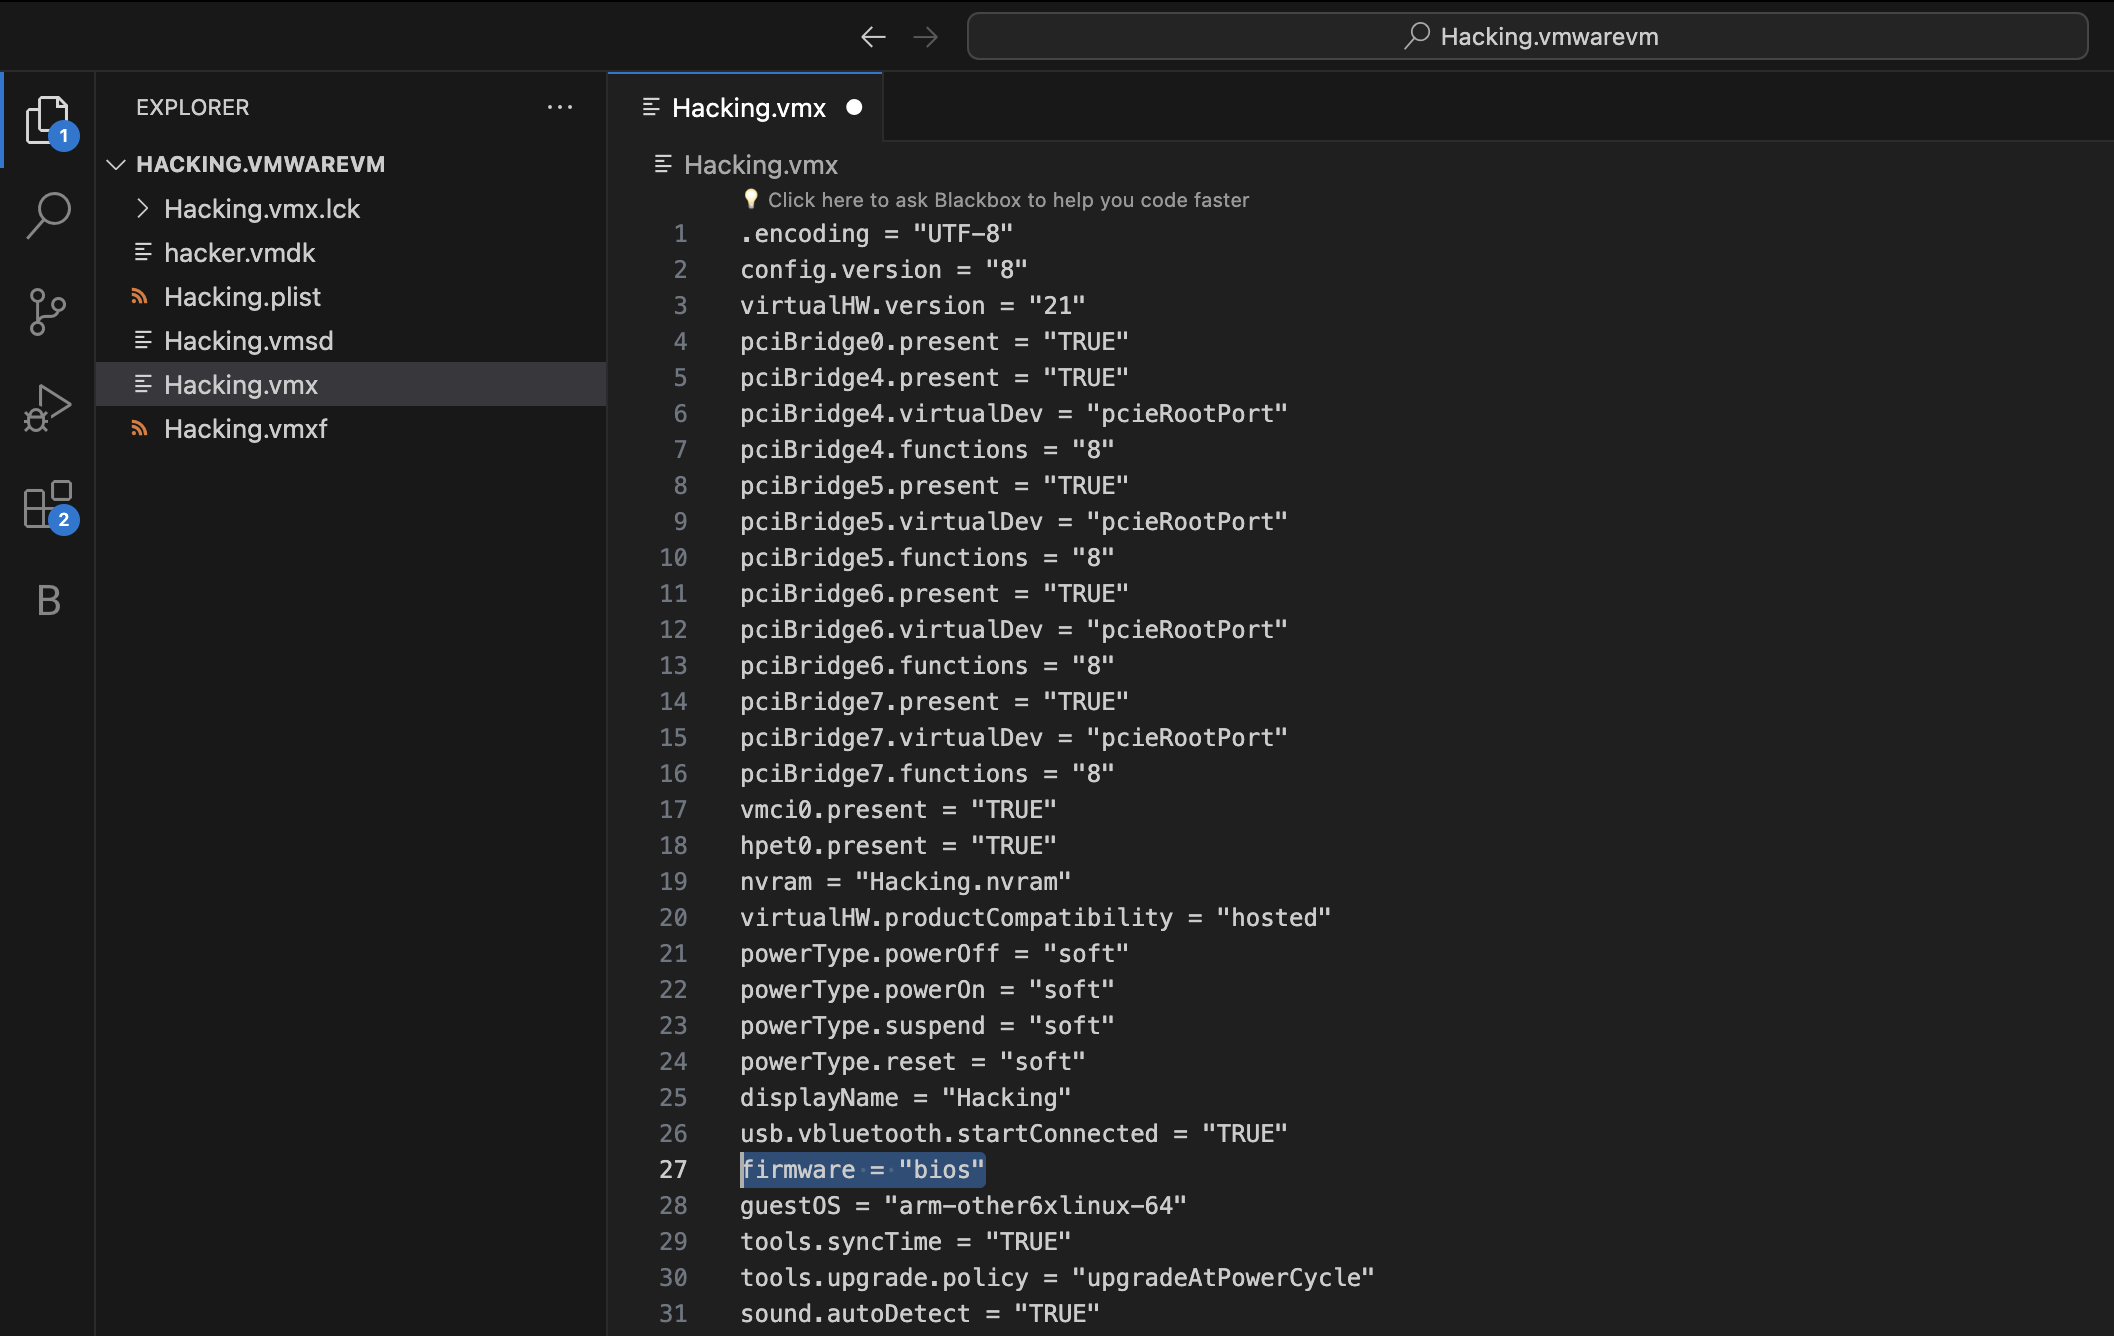 Hacking.vmwarevm
EXPLORER
1
HACKING.VMWAREVM
Hacking.vmx.lck
hacker.vmdk
Hacking.plist
Hacking.vmsd
Hacking.vmx
Hacking.vmxf
2
B
Hacking.vmx
Hacking.vmx
Click here to ask Blackbox to help you code faster
1 .encoding = "UTF-8"
2 config.version = "8"
3 virtualHW.version = "21"
4 pciBridge0.present = "TRUE"
5 pciBridge4.present = "TRUE"
6 pciBridge4.virtualDev = "pcieRootPort"
7 pciBridge4.functions = "8"
8 pciBridge5.present = "TRUE"
9 pciBridge5.virtualDev = "pcieRootPort"
10 pciBridge5.functions = "8"
11 pciBridge6.present = "TRUE"
12 pciBridge6.virtualDev = "pcieRootPort"
13 pciBridge6.functions = "8"
14 pciBridge7.present = "TRUE"
15 pciBridge7.virtualDev = "pcieRootPort"
16 pciBridge7.functions = "8"
17 vmci0.present = "TRUE"
18 hpet0.present = "TRUE"
19 nvram = "Hacking.nvram"
20 virtualHW.productCompatibility = "hosted"
21 powerType.powerOff = "soft"
22 powerType.powerOn = "soft"
23 powerType.suspend = "soft"
24 powerType.reset = "soft"
25 displayName = "Hacking"
26 usb.vbluetooth.startConnected = "TRUE"
27 firmware = "bios"
28 guestOS = "arm-other6xlinux-64"
29 tools.syncTime = "TRUE"
30 tools.upgrade.policy = "upgradeAtPowerCycle"
31 sound.autoDetect = "TRUE"